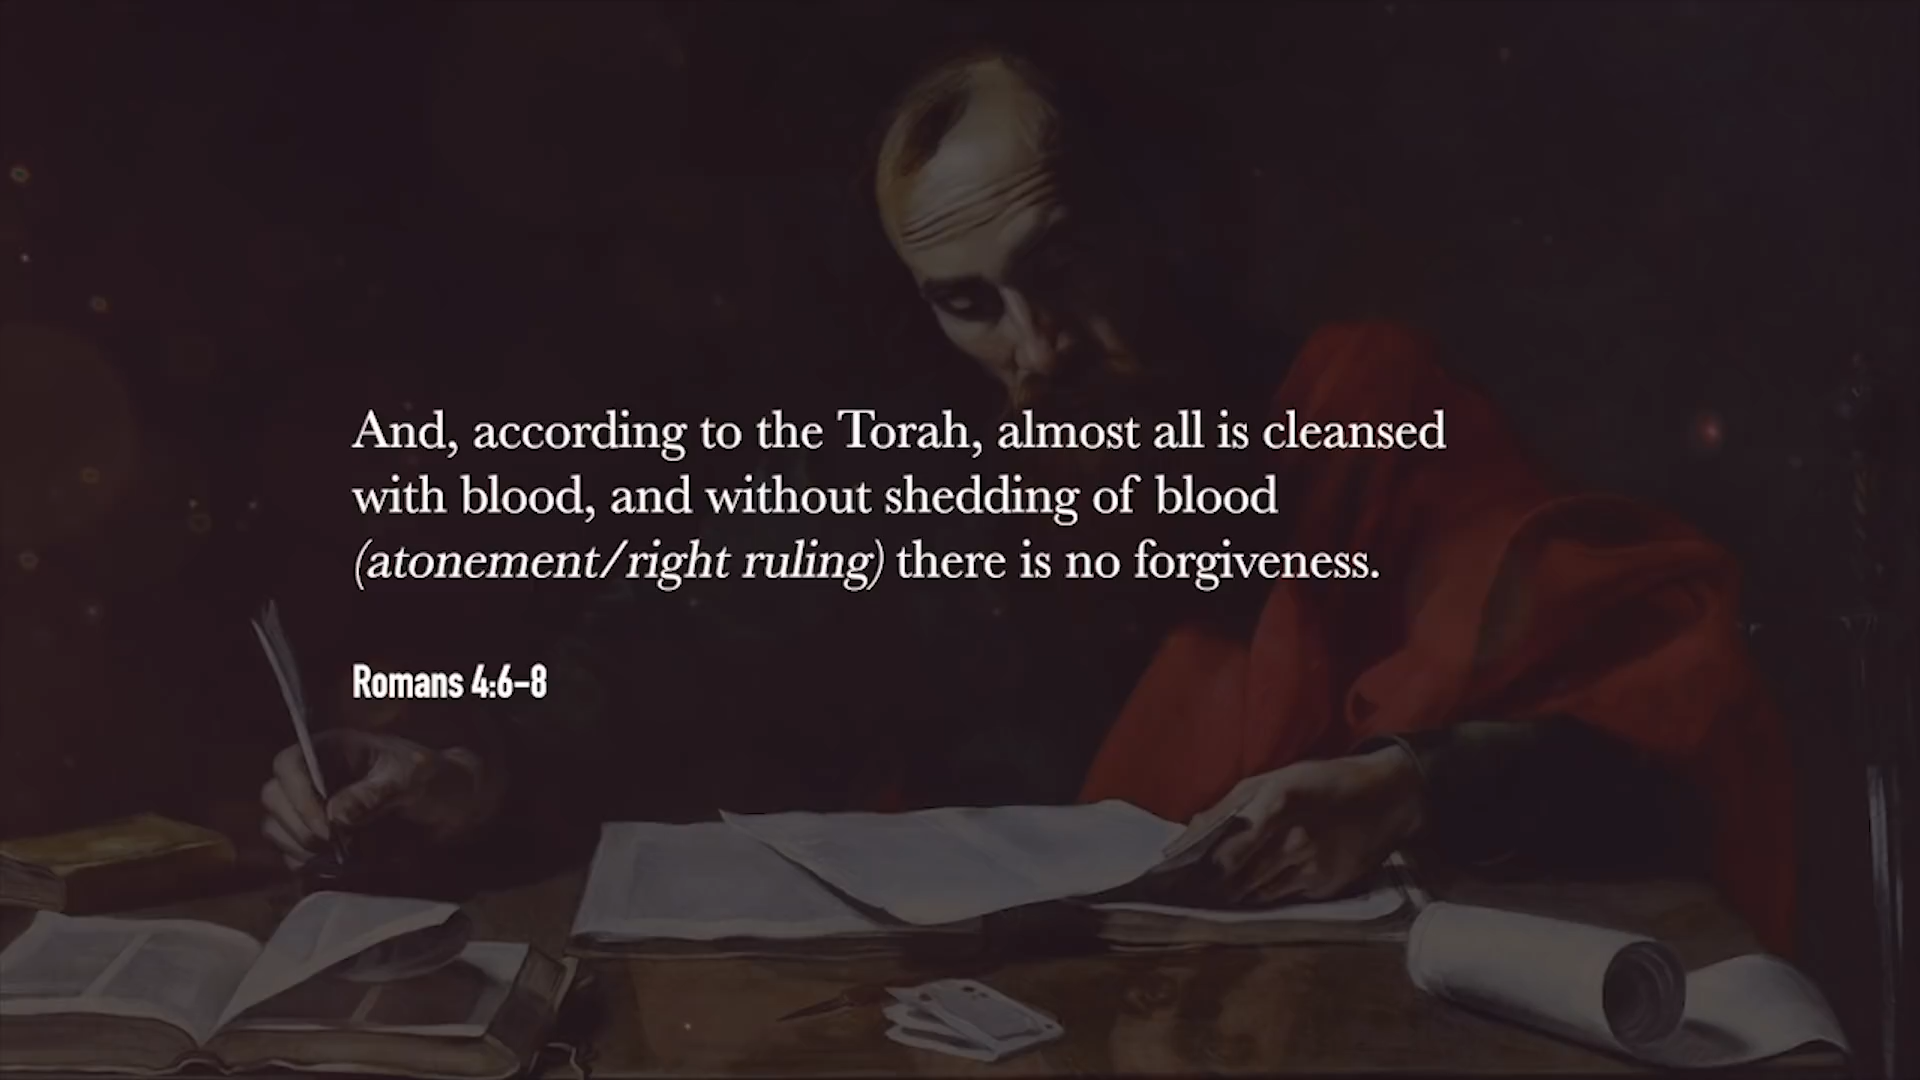 And, according to the Torah, almost all is cleansed
with blood, and without shedding of blood
(atonement/right ruling) there is no forgiveness.
Romans 4:6–8